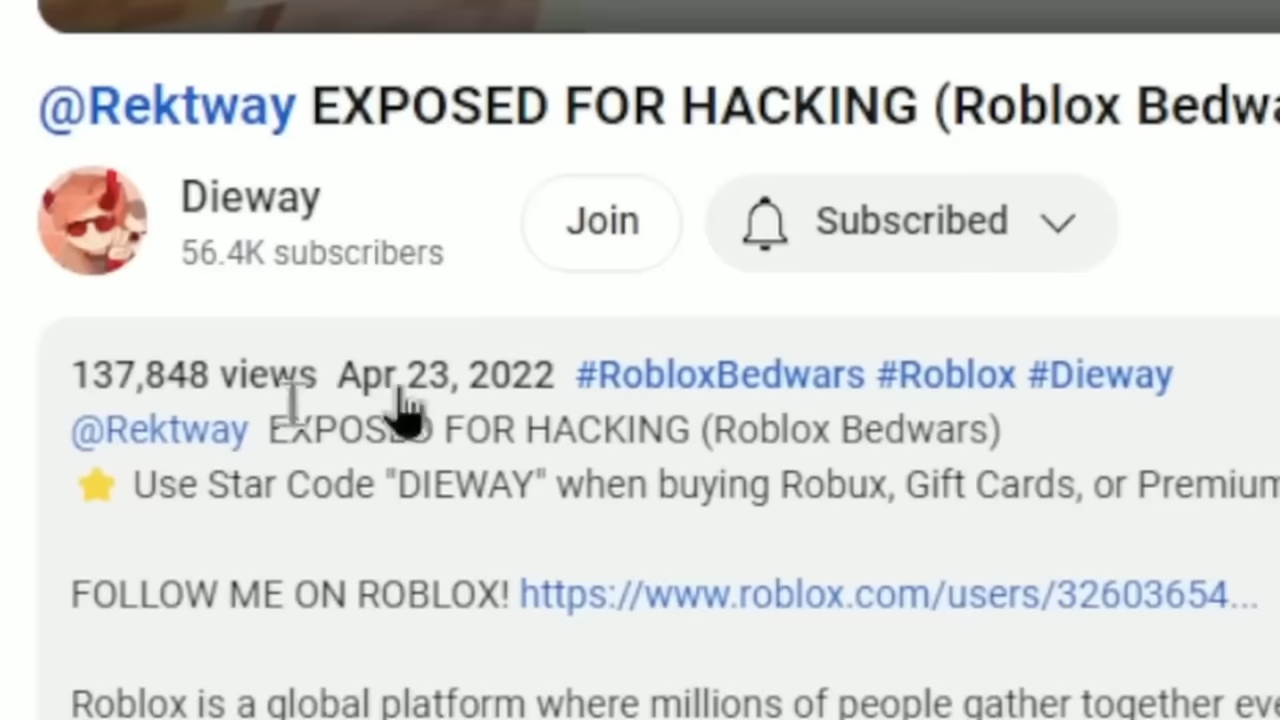 @Rektway EXPOSED FOR HACKING (Roblox Bedwa
Dieway
56.4K subscribers
Join
Subscribed
137,848 views Apr 23, 2022 #RobloxBedwars #Roblox #Dieway
@Rektway EXPOSED FOR HACKING (Roblox Bedwars)
Use Star Code "DIEWAY" when buying Robux, Gift Cards, or Premium
FOLLOW ME ON ROBLOX! https://www.roblox.com/users/32603654...
Roblox is a global platform where millions of people gather together eve